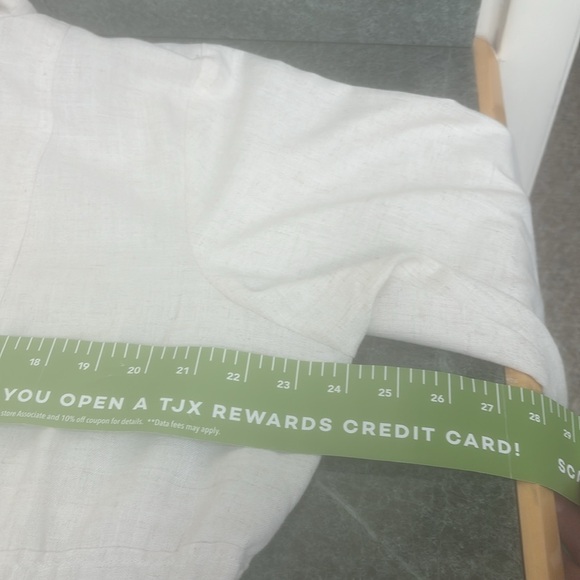 18 19 20 21 22 23 24 25 26 27 28 29
YOU OPEN A TJX REWARDS CREDIT CARD!
store Associate and 10% off coupon for details. **Data fees may apply.